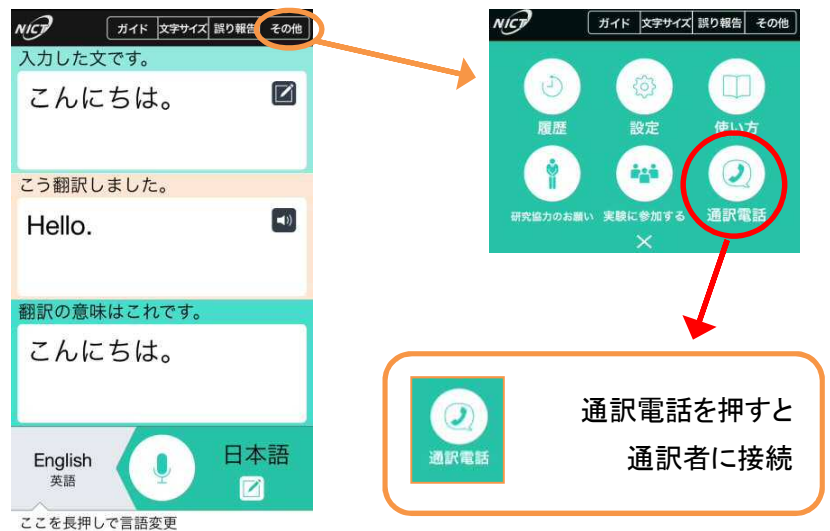 NICT
ガイド 文字サイズ 誤り報告 その他
入力した文です。
こんにちは。
こう翻訳しました。
Hello.
翻訳の意味はこれです。
こんにちは。
English
英語
日本語
ここを長押しで言語変更
NICT
ガイド 文字サイズ 誤り報告 その他
履歴 設定 使い方
研究協力のお願い 実験に参加する 通訳電話
通訳電話
通訳電話を押すと
通訳者に接続